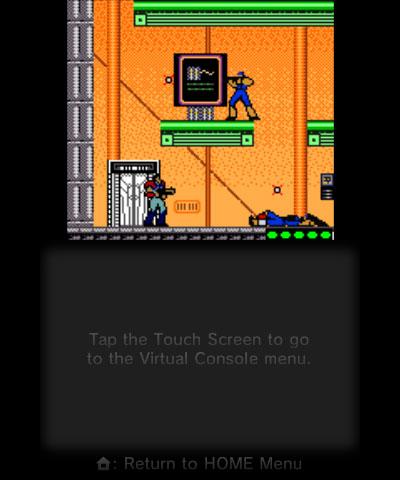 Tap the Touch Screen to go
to the Virtual Console menu.
: Return to HOME Menu